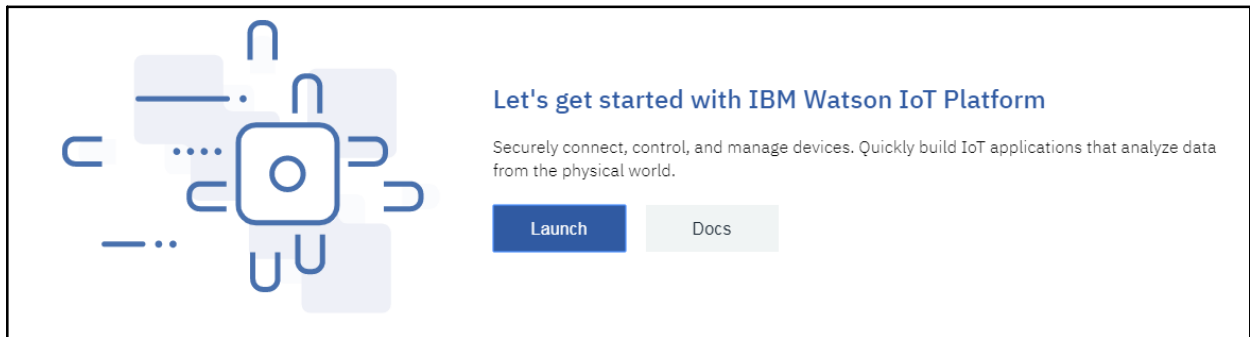 Let's get started with IBM Watson IoT Platform
Securely connect, control, and manage devices. Quickly build IoT applications that analyze data
from the physical world.
Launch Docs